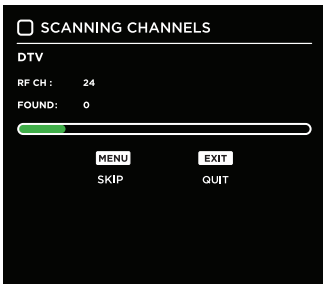 SCANNING CHANNELS
DTV
RF CH : 24
FOUND: 0
MENU EXIT
SKIP QUIT